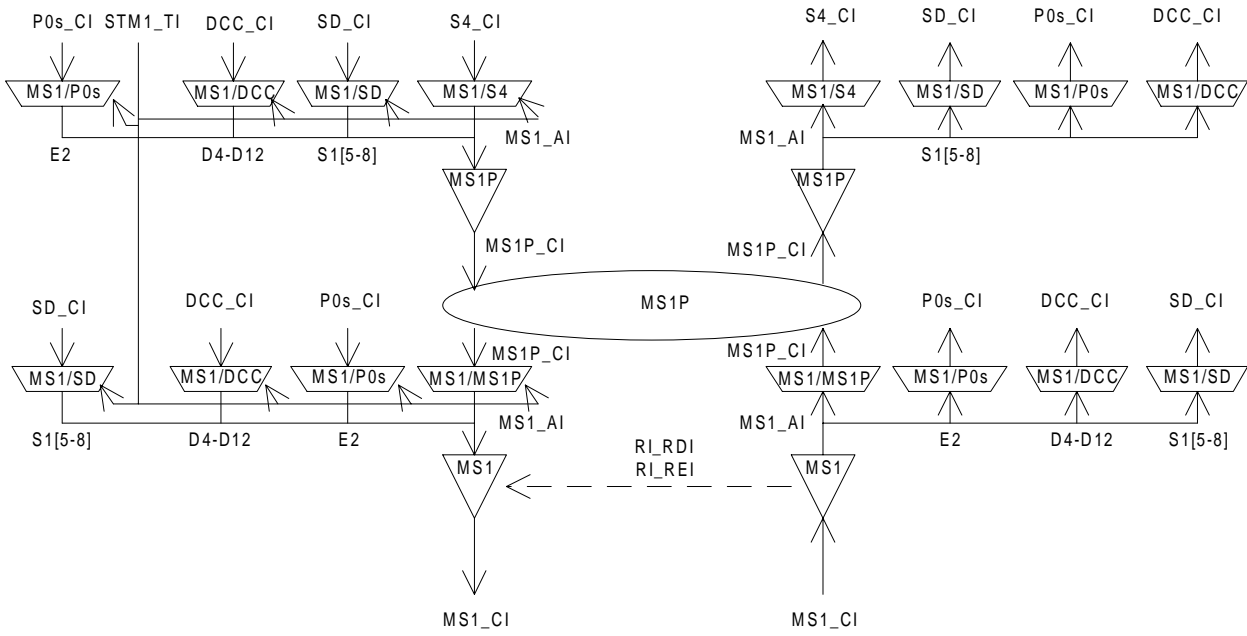 P0s_CI STM1_TI DCC_CI SD_CI S4_CI
S4_CI SD_CI P0s_CI DCC_CI
MS1/P0s MS1/DCC MS1/SD MS1/S4
MS1/S4 MS1/SD MS1/P0s MS1/DCC
MS1_AI
MS1_AI
E2 D4-D12 S1[5-8]
S1[5-8]
MS1P
MS1P
MS1P_CI
MS1P_CI
MS1P
SD_CI DCC_CI P0s_CI
P0s_CI DCC_CI SD_CI
MS1P_CI
MS1P_CI
MS1/SD MS1/DCC MS1/P0s MS1/MS1P
MS1/MS1P MS1/P0s MS1/DCC MS1/SD
MS1_AI
MS1_AI
S1[5-8] D4-D12 E2
E2 D4-D12 S1[5-8]
RI_RDI
RI_REI
MS1
MS1
MS1_CI
MS1_CI